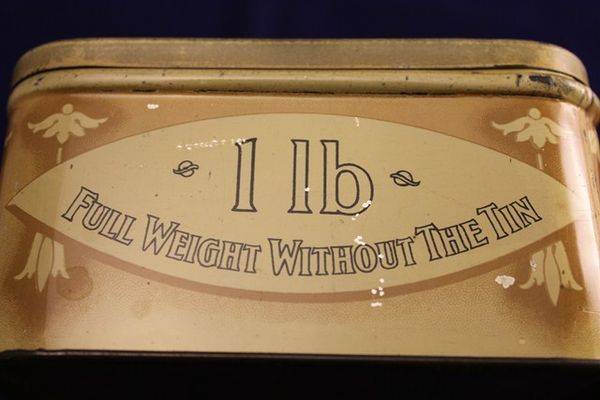 1 lb
FULL WEIGHT WITHOUT THE TIN